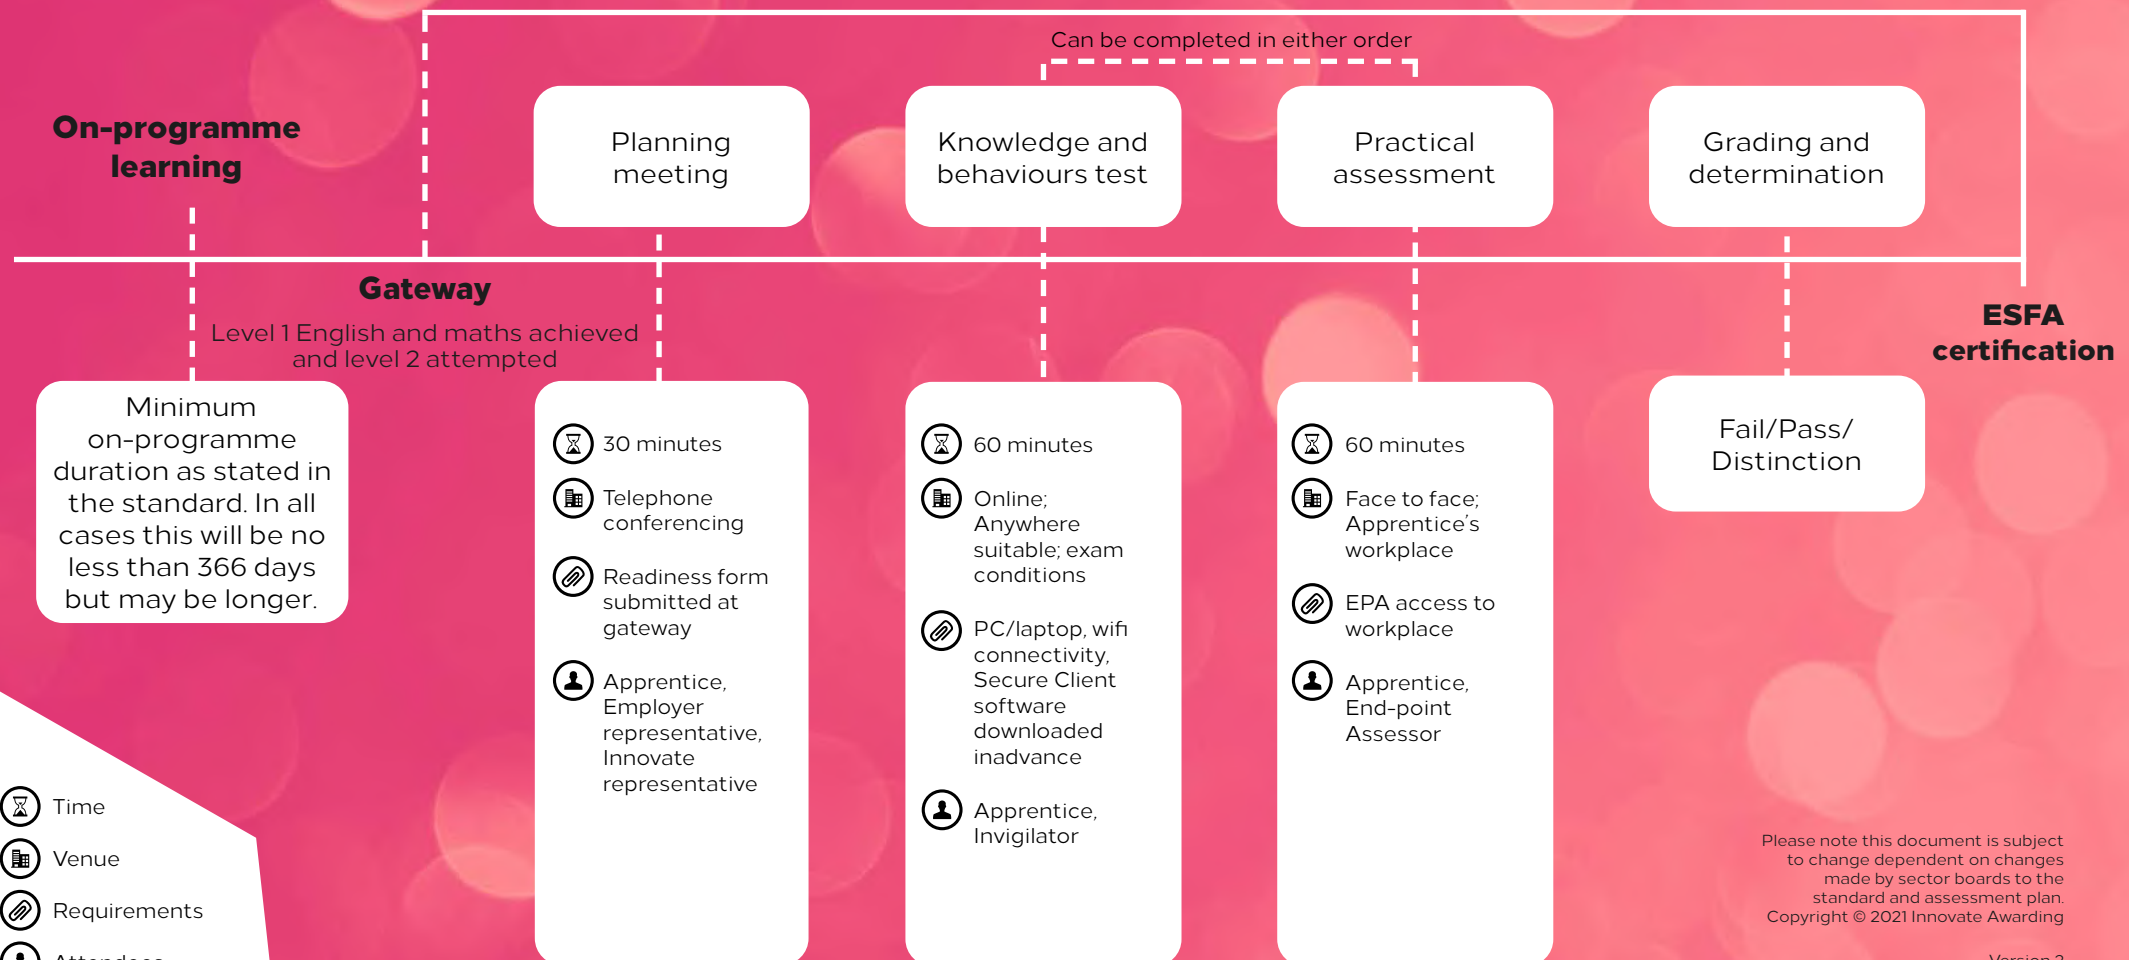 Can be completed in either order
On-programme
learning
Planning
meeting
Knowledge and
behaviours test
Practical
assessment
Grading and
determination
Gateway
Level 1 English and maths achieved
and level 2 attempted
ESFA
certification
Minimum
on-programme
duration as stated in
the standard. In all
cases this will be no
less than 366 days
but may be longer.
30 minutes
Telephone
conferencing
Readiness form
submitted at
gateway
Apprentice,
Employer
representative,
Innovate
representative
60 minutes
Online;
Anywhere
suitable; exam
conditions
PC/laptop, wifi
connectivity,
Secure Client
software
downloaded
inadvance
Apprentice,
Invigilator
60 minutes
Face to face;
Apprentice's
workplace
EPA access to
workplace
Apprentice,
End-point
Assessor
Fail/Pass/
Distinction
Time
Venue
Requirements
Attendees
Please note this document is subject
to change dependent on changes
made by sector boards to the
standard and assessment plan.
Copyright © 2021 Innovate Awarding
Version